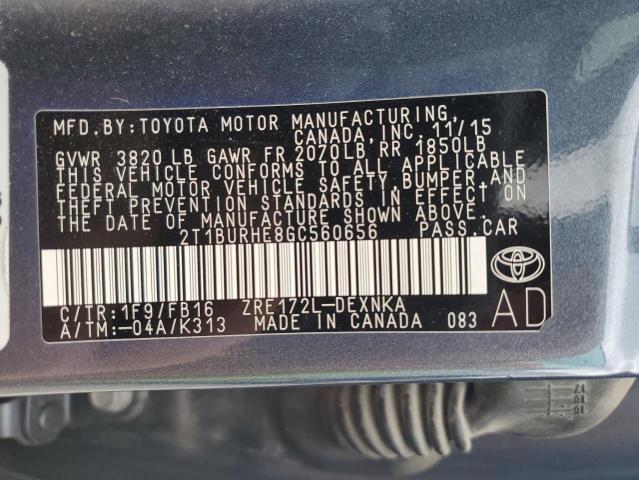 MFD. BY: TOYOTA MOTOR MANUFACTURING,
CANADA, INC. 11/15
GVWR 3820 LB GAWR FR 2070LB RR 1850LB
THIS VEHICLE CONFORMS TO ALL APPLICABLE
FEDERAL MOTOR VEHICLE SAFETY, BUMPER AND
THEFT PREVENTION STANDARDS IN EFFECT ON
THE DATE OF MANUFACTURE SHOWN ABOVE.
2T1BURHE8GC560656 PASS.CAR
C/TR: 1F9/FB16 ZRE172L-DEXNKA
A/TM:-04A/K313 MADE IN CANADA 083
AD